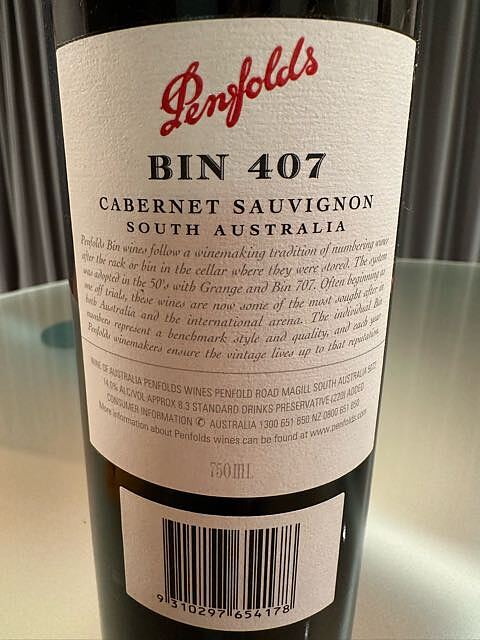 Penfolds
BIN 407
CABERNET SAUVIGNON
SOUTH AUSTRALIA
Penfolds Bin wines follow a winemaking tradition of numbering wines
after the rack or bin in the cellar where they were stored. The system
was adopted in the 50's with Grange and Bin 707. Often beginning as
one off trials, these wines are now some of the most sought after in
both Australia and the international arena. The individual Bin
numbers represent a benchmark style and quality, and each year
Penfolds winemakers ensure the vintage lives up to that reputation.
WINE OF AUSTRALIA PENFOLDS WINES PENFOLD ROAD MAGILL SOUTH AUSTRALIA 5072
14.0% ALC/VOL APPROX 8.3 STANDARD DRINKS PRESERVATIVE (220) ADDED
CONSUMER INFORMATION ✆ AUSTRALIA 1300 651 650 NZ 0800 651 650
More information about Penfolds wines can be found at www.penfolds.com
750ML
9 310297 654178